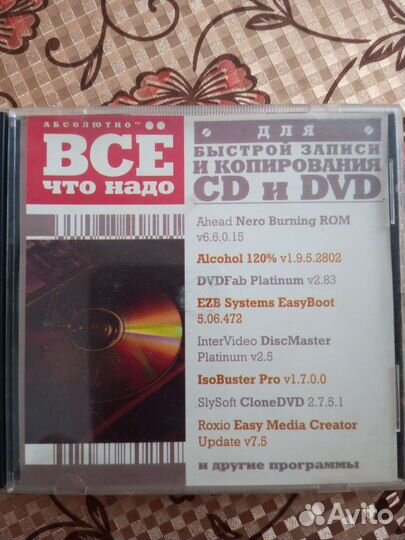 АБСОЛЮТНО™
ВСЕ
ЧТО НАДО
ДЛЯ
БЫСТРОЙ ЗАПИСИ
И КОПИРОВАНИЯ
CD и DVD
Ahead Nero Burning ROM
v6.6.0.15
Alcohol 120% v1.9.5.2802
DVDFab Platinum v2.83
EZB Systems EasyBoot
5.06.472
InterVideo DiscMaster
Platinum v2.5
IsoBuster Pro v1.7.0.0
SlySoft CloneDVD 2.7.5.1
Roxio Easy Media Creator
Update v7.5
и другие программы
Avito